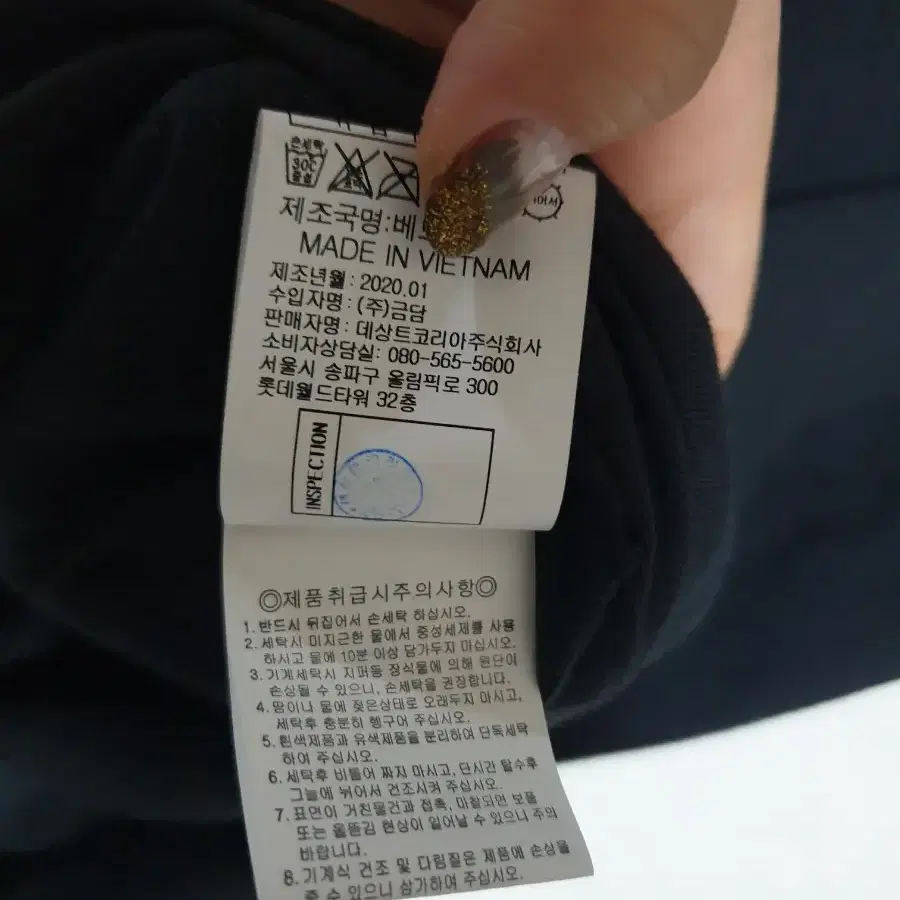 손세탁
30℃
중성
제조국명:베
MADE IN VIETNAM
제조년월 : 2020.01
수입자명 : (주)금담
판매자명 : 데상트코리아주식회사
소비자상담실: 080-565-5600
서울시 송파구 올림픽로 300
롯데월드타워 32층
INSPECTION
◎제품취급시주의사항◎
1. 반드시 뒤집어서 손세탁 하십시오.
2. 세탁시 미지근한 물에서 중성세제를 사용
하시고 물에 10분 이상 담가두지 마십시오.
3. 기계세탁시 지퍼등 장식물에 의해 원단이
손상될 수 있으니, 손세탁을 권장합니다.
4. 땀이나 물에 젖은상태로 오래두지 마시고,
세탁후 충분히 헹구어 주십시오.
5. 흰색제품과 유색제품을 분리하여 단독세탁
하여 주십시오.
6. 세탁후 비틀어 짜지 마시고, 단시간 탈수후
그늘에 뉘어서 건조시켜 주십시오.
7. 표면이 거친물건과 접촉, 마찰되면 보풀
또는 올뜯김 현상이 일어날 수 있으니 주의
바랍니다.
8. 기계식 건조 및 다림질은 제품에 손상을
줄 수 있으니 삼가하여 주십시오.